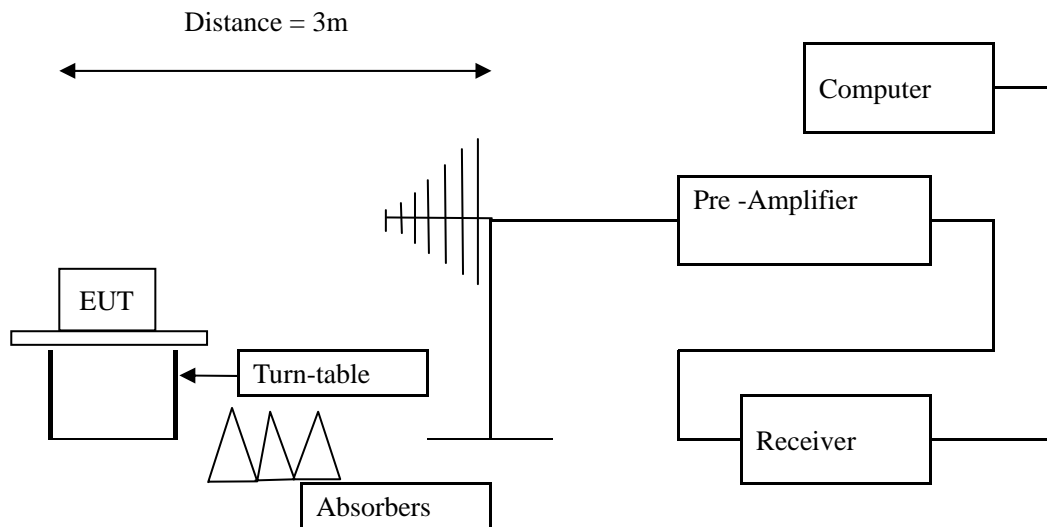 Distance = 3m
Computer
Pre -Amplifier
EUT
Turn-table
Receiver
Absorbers